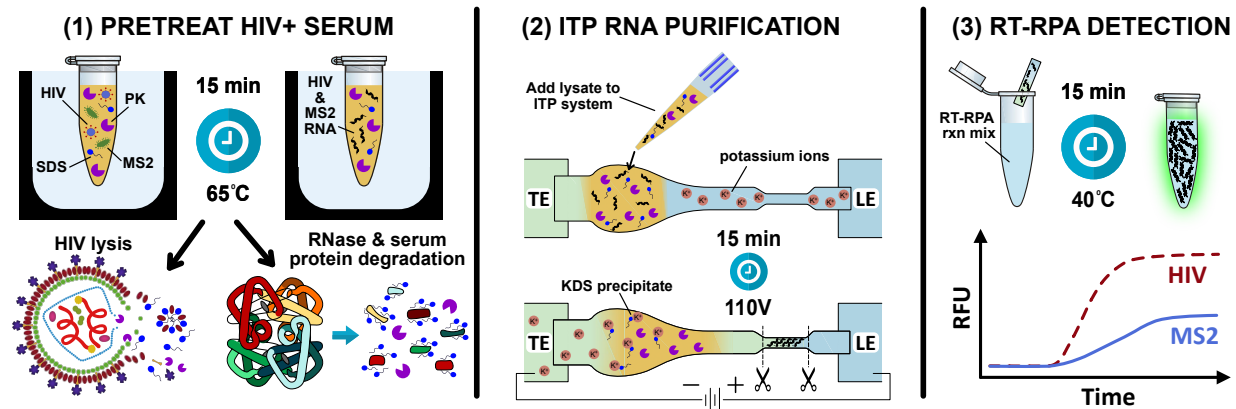 (1) PRETREAT HIV+ SERUM
HIV
PK
SDS
MS2
15 min
65°C
HIV
&
MS2
RNA
HIV lysis
RNase & serum
protein degradation
(2) ITP RNA PURIFICATION
Add lysate to
ITP system
potassium ions
TE
K⁺ K⁺ K⁺ K⁺ K⁺ K⁺ K⁺ K⁺
LE
15 min
110V
KDS precipitate
K⁺ K⁺ K⁺ K⁺ K⁺ K⁺ K⁺ K⁺ K⁺ K⁺
TE
LE
− +
(3) RT-RPA DETECTION
RT-RPA
rxn mix
15 min
40°C
RFU
HIV
MS2
Time